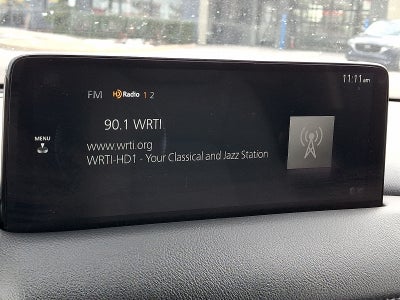 FM HD Radio 1 2 11:11 am
90.1 WRTI
MENU
www.wrti.org
WRTI-HD1 - Your Classical and Jazz Station